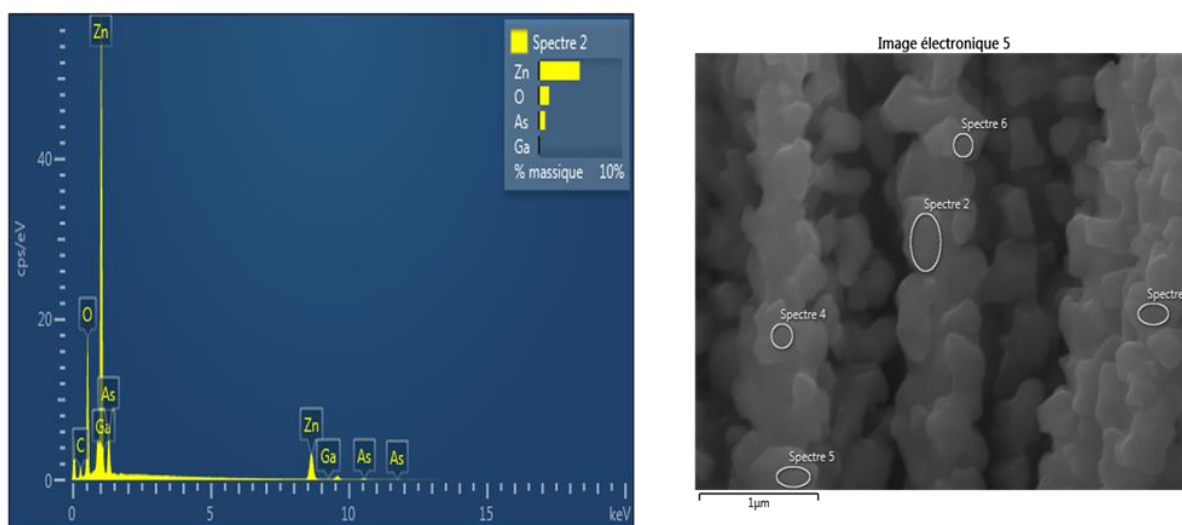 Zn
Spectre 2
Zn
O
As
Ga
% massique 10%
40
cps/eV
O
20
As
Ga
C
Zn
Ga
As
As
0
0
5
10
15
keV
Image électronique 5
Spectre 6
Spectre 2
Spectre
Spectre 4
Spectre 5
1µm